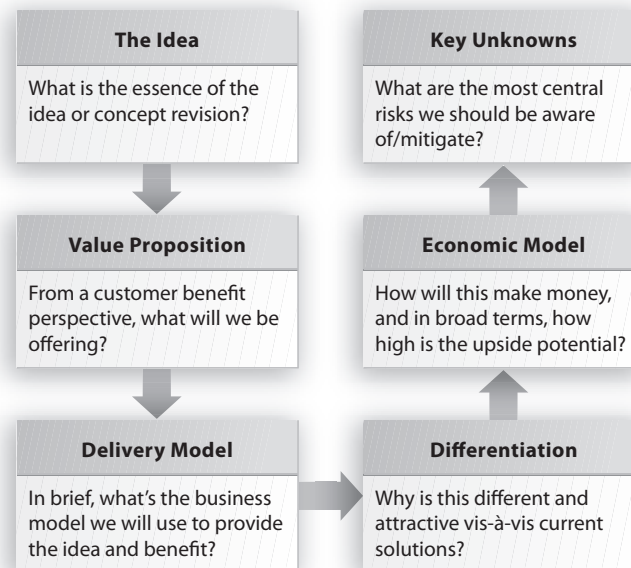 The Idea
What is the essence of the
idea or concept revision?
Value Proposition
From a customer benefit
perspective, what will we be
offering?
Delivery Model
In brief, what's the business
model we will use to provide
the idea and benefit?
Differentiation
Why is this different and
attractive vis-à-vis current
solutions?
Economic Model
How will this make money,
and in broad terms, how
high is the upside potential?
Key Unknowns
What are the most central
risks we should be aware
of/mitigate?